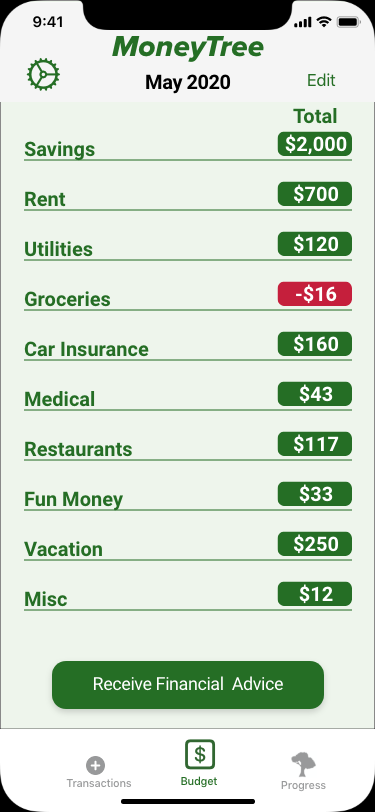 9:41
MoneyTree
May 2020
Edit
Total
Savings $2,000
Rent $700
Utilities $120
Groceries -$16
Car Insurance $160
Medical $43
Restaurants $117
Fun Money $33
Vacation $250
Misc $12
Receive Financial Advice
$
Transactions Budget Progress